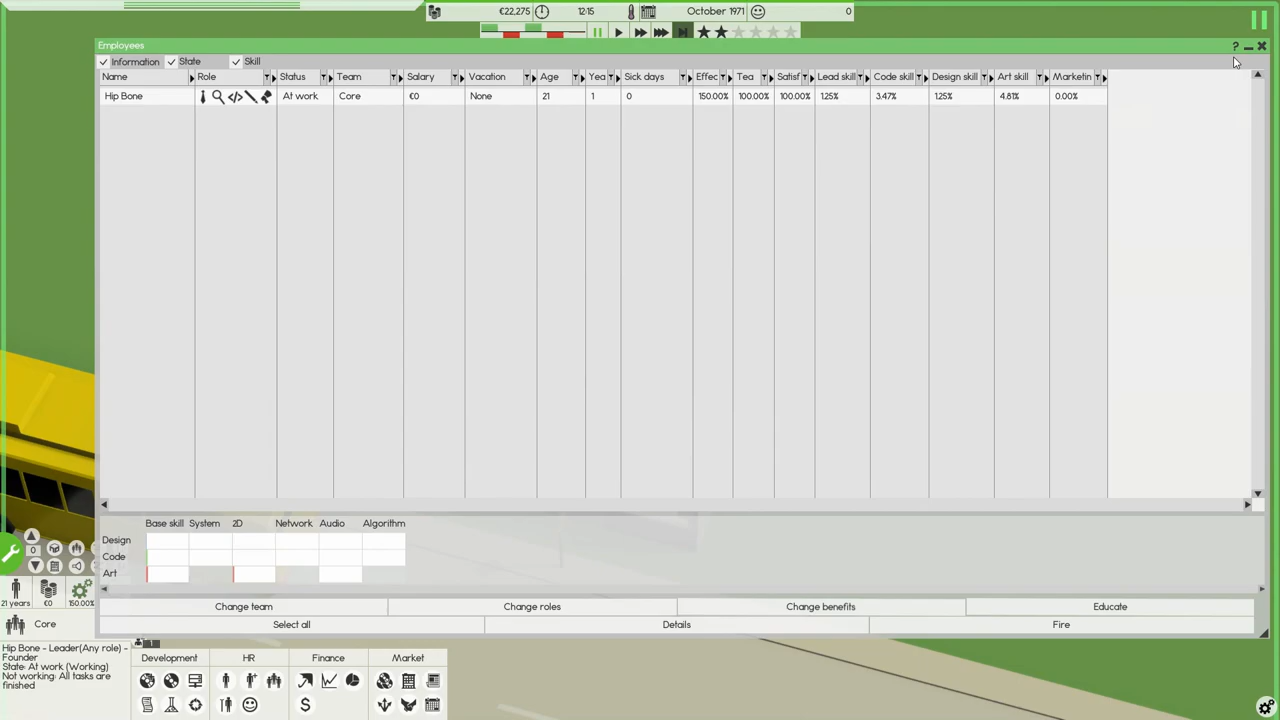 €22,275 12:15 October 1971 0
Employees ?
Information State Skill
Name Role Status Team Salary Vacation Age Yea Sick days Effec Tea Satisf Lead skill Code skill Design skill Art skill Marketin
Hip Bone At work Core €0 None 21 1 0 150.00% 100.00% 100.00% 1.25% 3.47% 1.25% 4.81% 0.00%
Base skill System 2D Network Audio Algorithm
Design
Code
Art
0
21 years €0 150.00%
Change team Change roles Change benefits Educate
Select all Details Fire
Core
Hip Bone - Leader(Any role) -
Founder
State: At work (Working)
Not working: All tasks are
finished
Development HR Finance Market